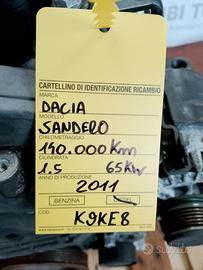 CARTELLINO DI IDENTIFICAZIONE RICAMBIO
MARCA
DACIA
MODELLO
SANDERO
CHILOMETRAGGIO
140.000 Km
CILINDRATA
1.5 65KW
ANNO DI PRODUZIONE
2011
BENZINA
COD.
K9KE8